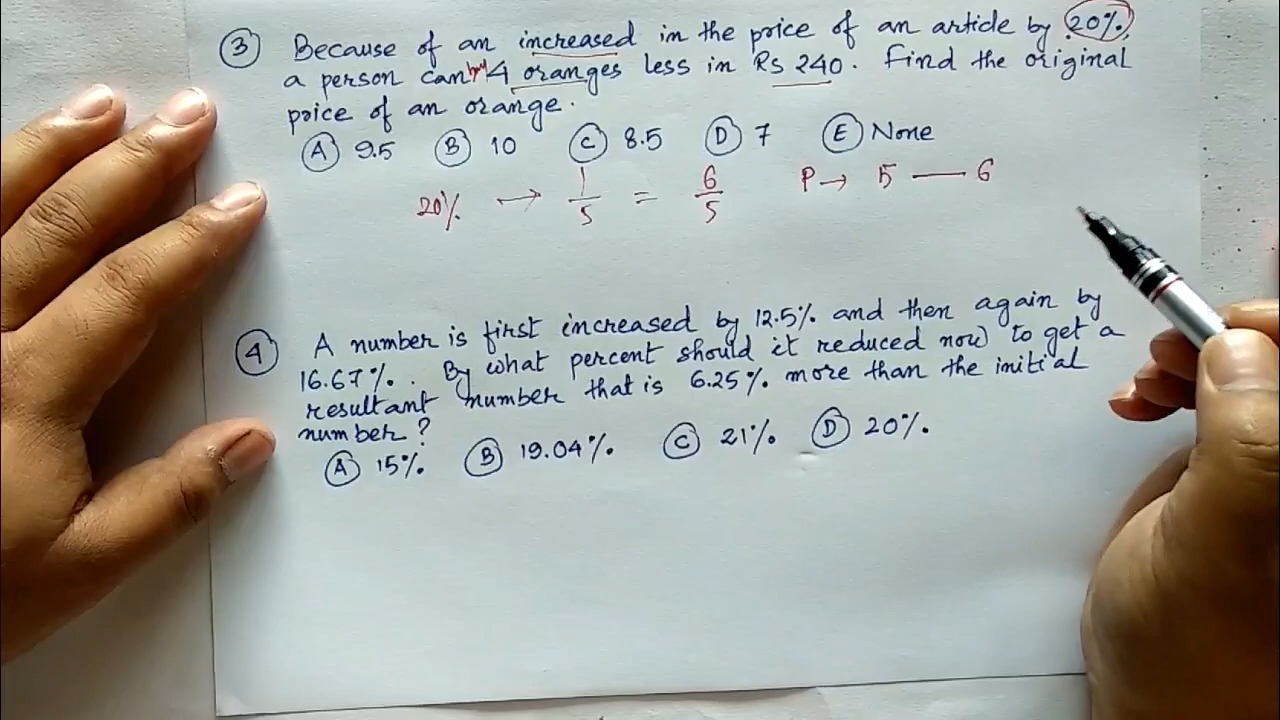 ③ Because of an increased in the price of an article by 20%,
a person can buy 4 oranges less in Rs 240. Find the original
price of an orange.
Ⓐ 9.5 Ⓑ 10 Ⓒ 8.5 Ⓓ 7 Ⓔ None
20% → 1/5 = 6/5 P → 5 — 6
④ A number is first increased by 12.5% and then again by
16.67%. By what percent should it reduced now to get a
resultant number that is 6.25% more than the initial
number?
Ⓐ 15% Ⓑ 19.04% Ⓒ 21% Ⓓ 20%